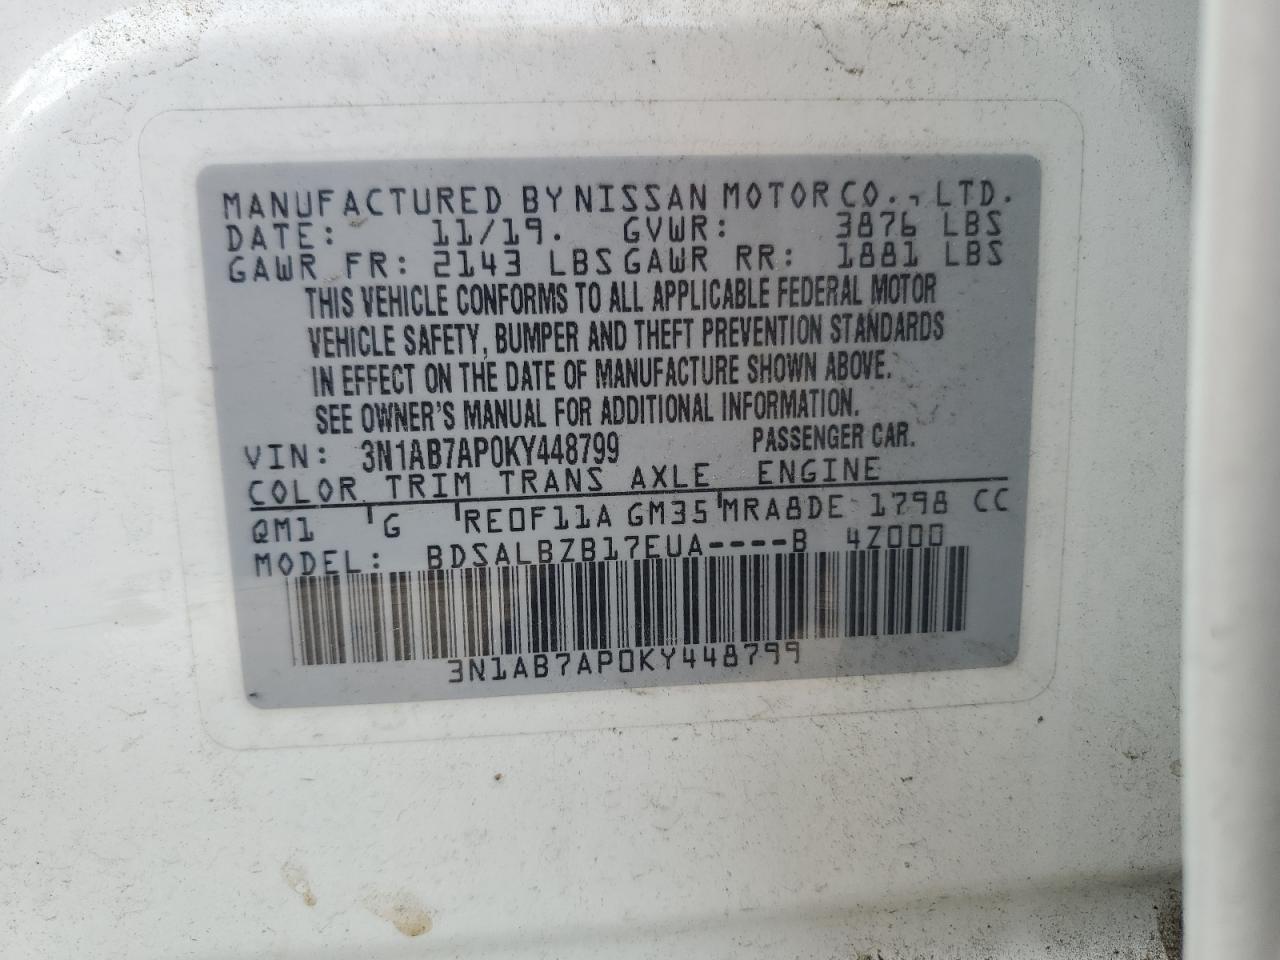 MANUFACTURED BY NISSAN MOTOR CO., LTD.
DATE: 11/19. GVWR: 3876 LBS
GAWR FR: 2143 LBS GAWR RR: 1881 LBS
THIS VEHICLE CONFORMS TO ALL APPLICABLE FEDERAL MOTOR
VEHICLE SAFETY, BUMPER AND THEFT PREVENTION STANDARDS
IN EFFECT ON THE DATE OF MANUFACTURE SHOWN ABOVE.
SEE OWNER'S MANUAL FOR ADDITIONAL INFORMATION.
VIN: 3N1AB7AP0KY448799 PASSENGER CAR.
COLOR TRIM TRANS AXLE ENGINE
QM1 G RE0F11A GM35 MRA8DE 1798 CC
MODEL: BDSALBZB17EUA----B 4Z000
3N1AB7AP0KY448799